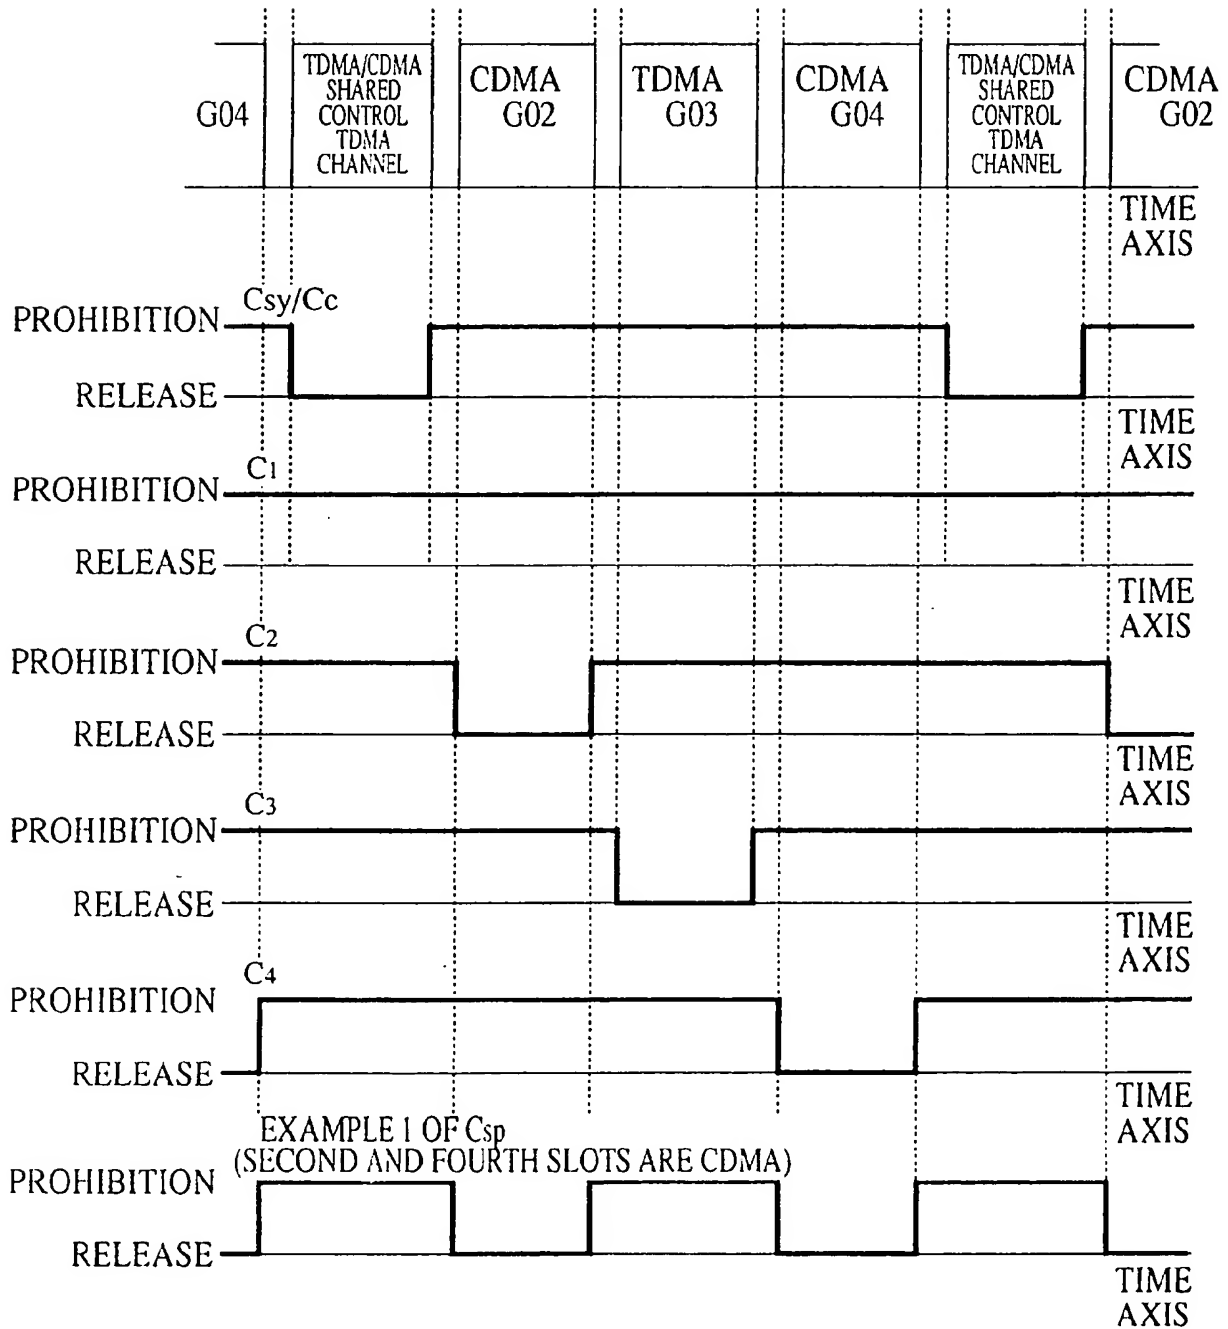 G04
TDMA/CDMA
SHARED
CONTROL
TDMA
CHANNEL
CDMA
G02
TDMA
G03
CDMA
G04
TDMA/CDMA
SHARED
CONTROL
TDMA
CHANNEL
CDMA
G02
TIME
AXIS
Csy/Cc
PROHIBITION
RELEASE
TIME
AXIS
C1
PROHIBITION
RELEASE
TIME
AXIS
C2
PROHIBITION
RELEASE
TIME
AXIS
C3
PROHIBITION
RELEASE
TIME
AXIS
C4
PROHIBITION
RELEASE
TIME
AXIS
EXAMPLE 1 OF Csp
(SECOND AND FOURTH SLOTS ARE CDMA)
PROHIBITION
RELEASE
TIME
AXIS